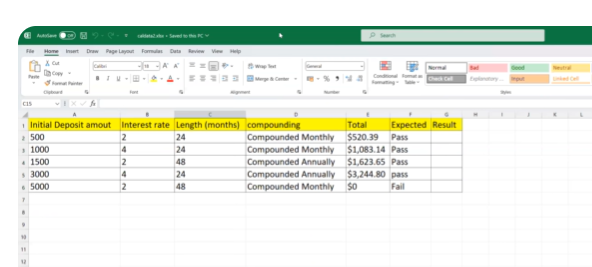 AutoSave Off caldata2.xlsx • Saved to this PC Search
File Home Insert Draw Page Layout Formulas Data Review View Help
Paste Cut Copy Format Painter Calibri 14 Wrap Text Merge & Center General Conditional Formatting Format as Table Normal Bad Good Neutral
Check Cell Explanatory ... Input Linked Cell
Clipboard Font Alignment Number Styles
C15 fx
A B C D E F G H I J K L
1 Initial Deposit amout Interest rate Length (months) compounding Total Expected Result
2 500 2 24 Compounded Monthly $520.39 Pass
3 1000 4 24 Compounded Monthly $1,083.14 Pass
4 1500 2 48 Compounded Annually $1,623.65 Pass
5 3000 4 24 Compounded Annually $3,244.80 pass
6 5000 2 48 Compounded Monthly $0 Fail
7
8
9
10
11
12